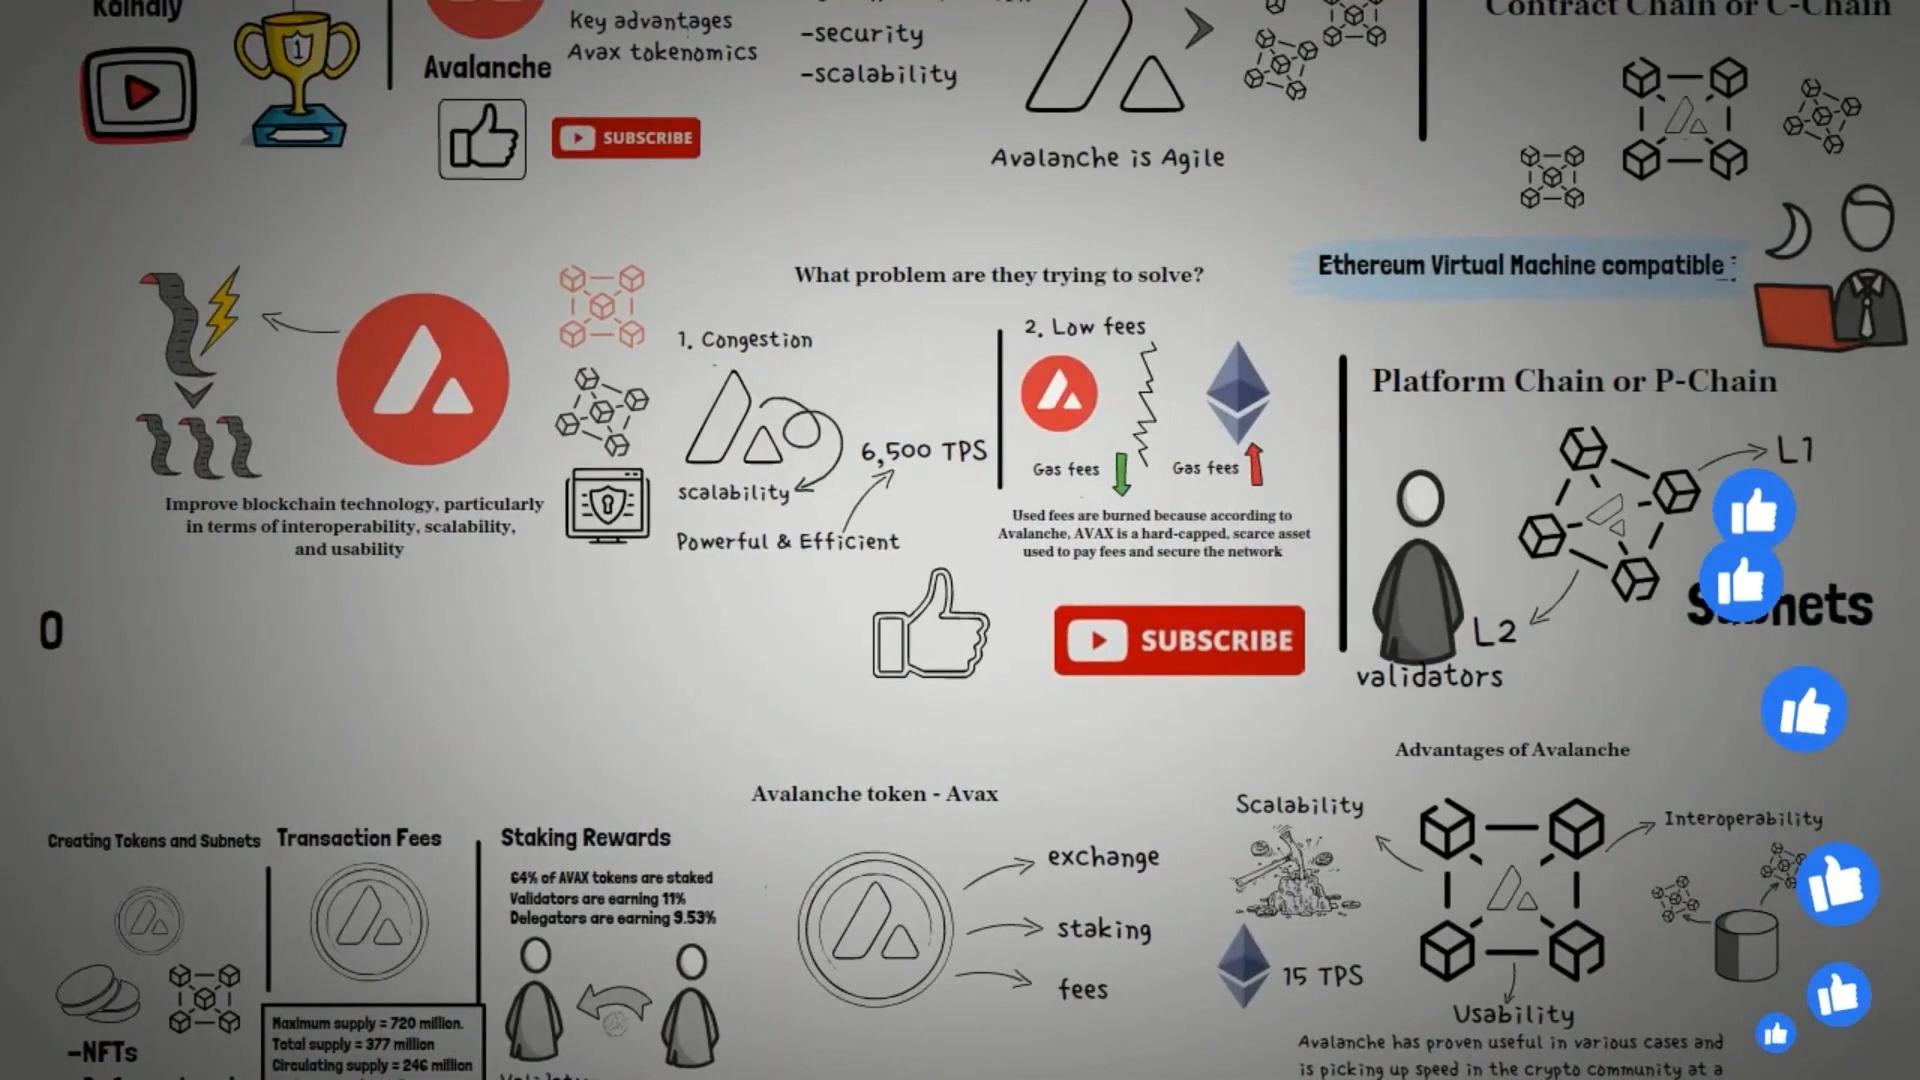 Koinly
Avalanche
Key advantages
Avax tokenomics
SUBSCRIBE
-security
-scalability
Avalanche is Agile
Contract Chain or C-Chain
Ethereum Virtual Machine compatible :
What problem are they trying to solve?
Improve blockchain technology, particularly
in terms of interoperability, scalability,
and usability
1. Congestion
6,500 TPS
scalability
Powerful & Efficient
2. Low fees
Gas fees
Gas fees
Used fees are burned because according to
Avalanche, AVAX is a hard-capped, scarce asset
used to pay fees and secure the network
SUBSCRIBE
Platform Chain or P-Chain
L1
L2
validators
0
Creating Tokens and Subnets
-NFTs
Transaction Fees
Maximum supply = 720 million.
Total supply = 377 million
Circulating supply = 246 million
Staking Rewards
64% of AVAX tokens are staked
Validators are earning 11%
Delegators are earning 9.53%
Avalanche token - Avax
exchange
staking
fees
Advantages of Avalanche
Scalability
Interoperability
15 TPS
Usability
Avalanche has proven useful in various cases and
is picking up speed in the crypto community at a